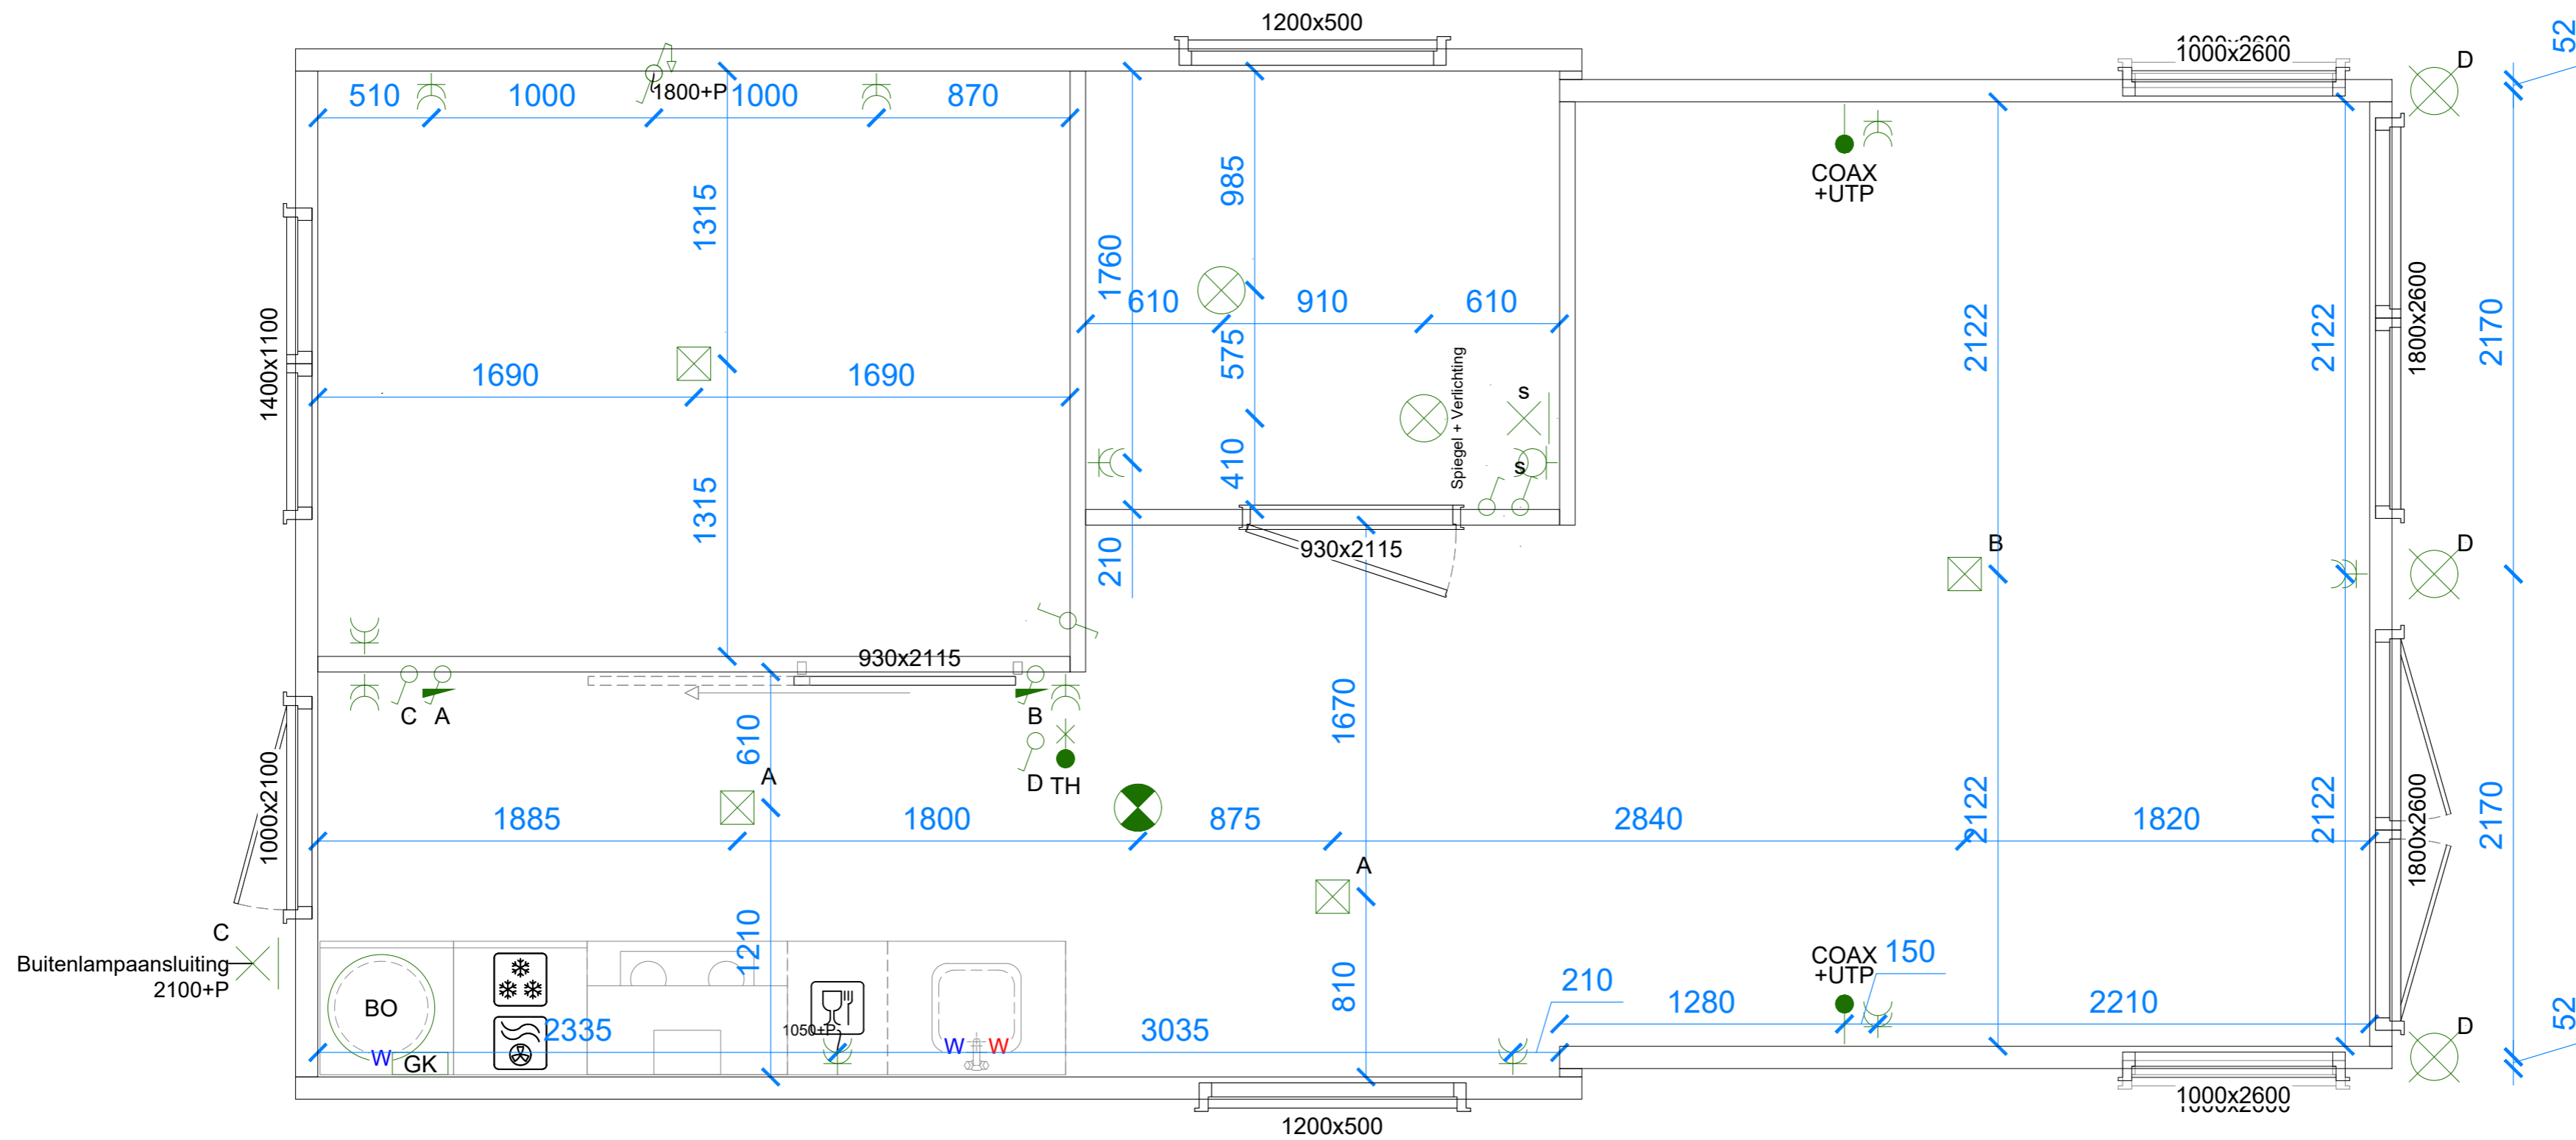 1200x500
52
1000x2600
1000x2600
D
510
1000
1800+P
1000
870
COAX
+UTP
985
1315
1760
610
910
610
1400x1100
1690
1690
575
Spiegel + Verlichting
s
s
410
2122
2122
1800x2600
2170
1315
210
930x2115
B
D
930x2115
C
A
B
D
TH
610
A
1670
1000x2100
1885
1800
875
2840
2122
1820
2122
1800x2600
2170
A
C
Buitenlampaansluiting
2100+P
1210
810
COAX
+UTP
150
210
1280
2210
52
BO
2335
1050+P
3035
W
GK
W
W
D
1000x2600
1000x2600
1200x500